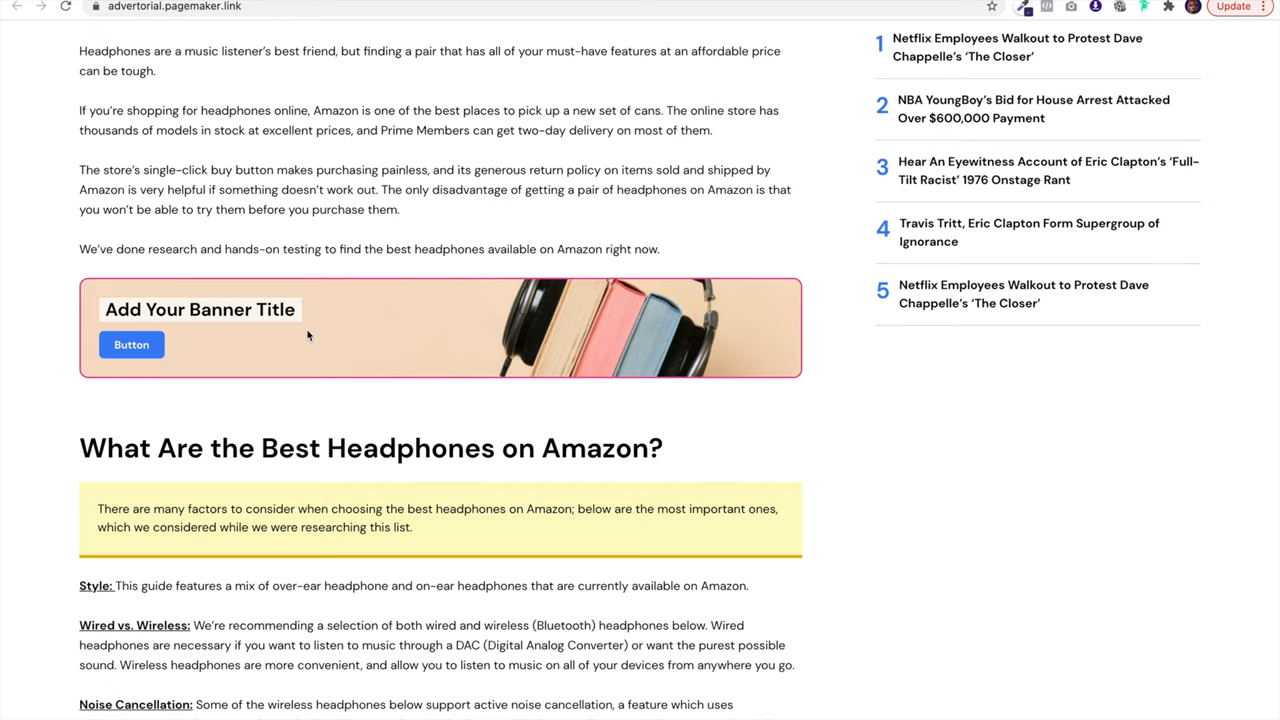 advertorial.pagemaker.link
Update
Headphones are a music listener's best friend, but finding a pair that has all of your must-have features at an affordable price
can be tough.
If you're shopping for headphones online, Amazon is one of the best places to pick up a new set of cans. The online store has
thousands of models in stock at excellent prices, and Prime Members can get two-day delivery on most of them.
The store's single-click buy button makes purchasing painless, and its generous return policy on items sold and shipped by
Amazon is very helpful if something doesn't work out. The only disadvantage of getting a pair of headphones on Amazon is that
you won't be able to try them before you purchase them.
We've done research and hands-on testing to find the best headphones available on Amazon right now.
Add Your Banner Title
Button
What Are the Best Headphones on Amazon?
There are many factors to consider when choosing the best headphones on Amazon; below are the most important ones,
which we considered while we were researching this list.
Style: This guide features a mix of over-ear headphone and on-ear headphones that are currently available on Amazon.
Wired vs. Wireless: We're recommending a selection of both wired and wireless (Bluetooth) headphones below. Wired
headphones are necessary if you want to listen to music through a DAC (Digital Analog Converter) or want the purest possible
sound. Wireless headphones are more convenient, and allow you to listen to music on all of your devices from anywhere you go.
Noise Cancellation: Some of the wireless headphones below support active noise cancellation, a feature which uses
1 Netflix Employees Walkout to Protest Dave
Chappelle's 'The Closer'
2 NBA YoungBoy's Bid for House Arrest Attacked
Over $600,000 Payment
3 Hear An Eyewitness Account of Eric Clapton's 'Full-
Tilt Racist' 1976 Onstage Rant
4 Travis Tritt, Eric Clapton Form Supergroup of
Ignorance
5 Netflix Employees Walkout to Protest Dave
Chappelle's 'The Closer'